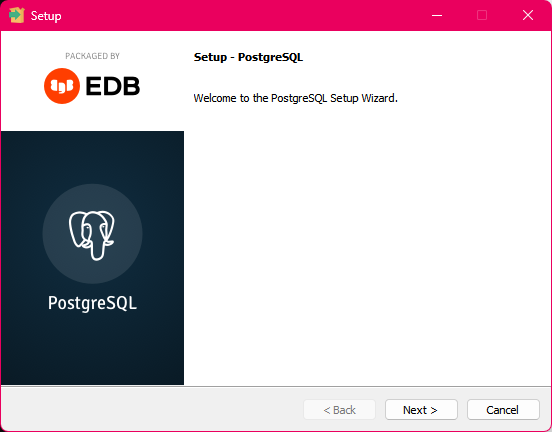 Setup
PACKAGED BY
EDB
Setup - PostgreSQL
Welcome to the PostgreSQL Setup Wizard.
PostgreSQL
< Back
Next >
Cancel